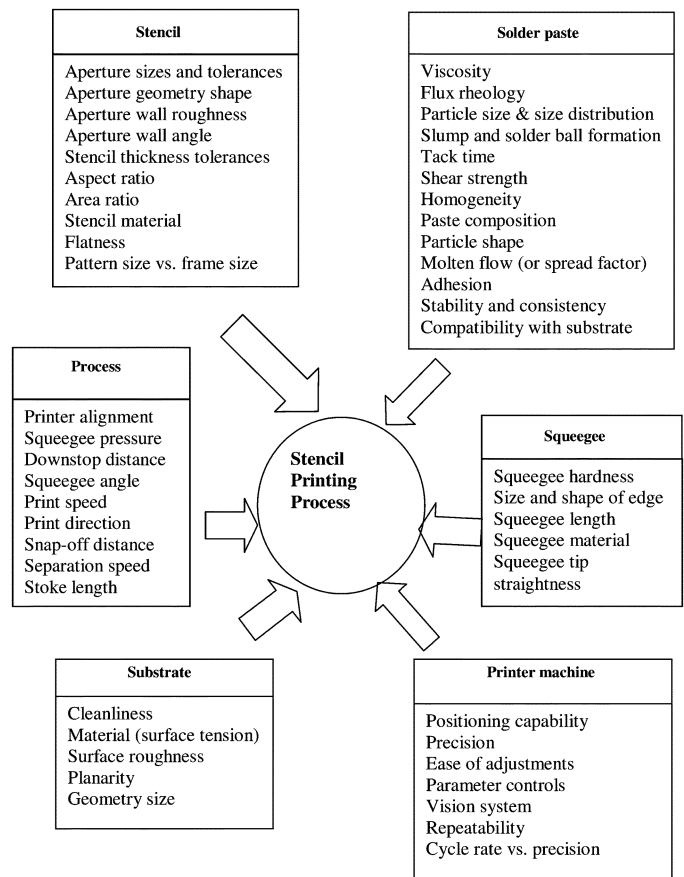 Stencil
Aperture sizes and tolerances
Aperture geometry shape
Aperture wall roughness
Aperture wall angle
Stencil thickness tolerances
Aspect ratio
Area ratio
Stencil material
Flatness
Pattern size vs. frame size
Solder paste
Viscosity
Flux rheology
Particle size & size distribution
Slump and solder ball formation
Tack time
Shear strength
Homogeneity
Paste composition
Particle shape
Molten flow (or spread factor)
Adhesion
Stability and consistency
Compatibility with substrate
Process
Printer alignment
Squeegee pressure
Downstop distance
Squeegee angle
Print speed
Print direction
Snap-off distance
Separation speed
Stoke length
Stencil
Printing
Process
Squeegee
Squeegee hardness
Size and shape of edge
Squeegee length
Squeegee material
Squeegee tip
straightness
Substrate
Cleanliness
Material (surface tension)
Surface roughness
Planarity
Geometry size
Printer machine
Positioning capability
Precision
Ease of adjustments
Parameter controls
Vision system
Repeatability
Cycle rate vs. precision